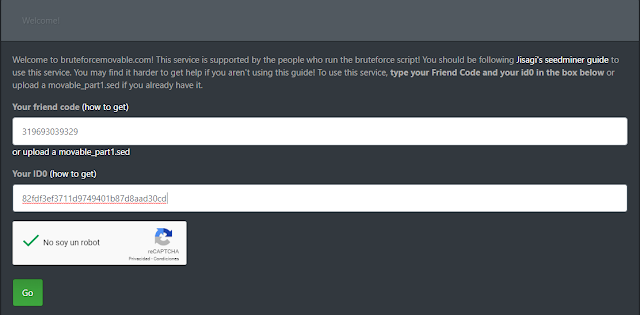 Welcome!
Welcome to bruteforcemovable.com! This service is supported by the people who run the bruteforce script! You should be following Jisagi's seedminer guide to
use this service. You may find it harder to get help if you aren't using this guide! To use this service, type your Friend Code and your id0 in the box below or
upload a movable_part1.sed if you already have it.
Your friend code (how to get)
319693039329
or upload a movable_part1.sed
Your ID0 (how to get)
82fdf3ef3711d9749401b87d8aad30cd
No soy un robot
reCAPTCHA
Privacidad - Condiciones
Go